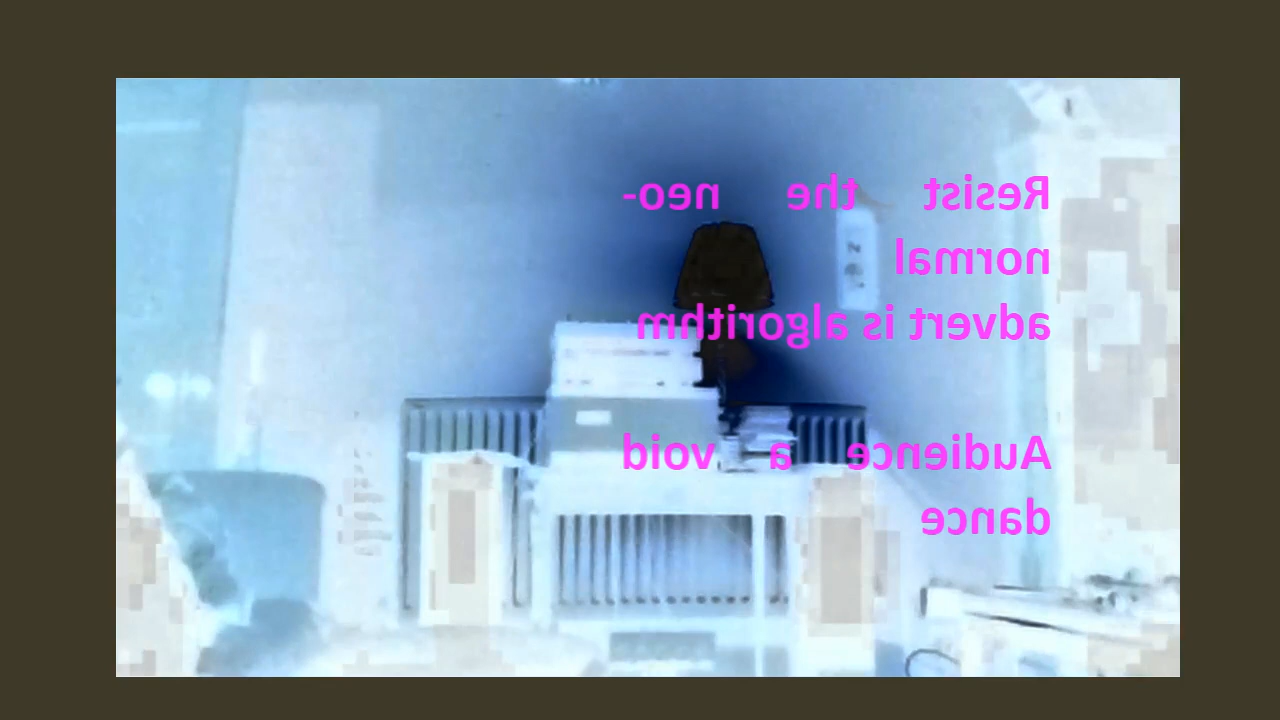 Resist the neo-
normal
advert is algorithm
Audience a void
dance